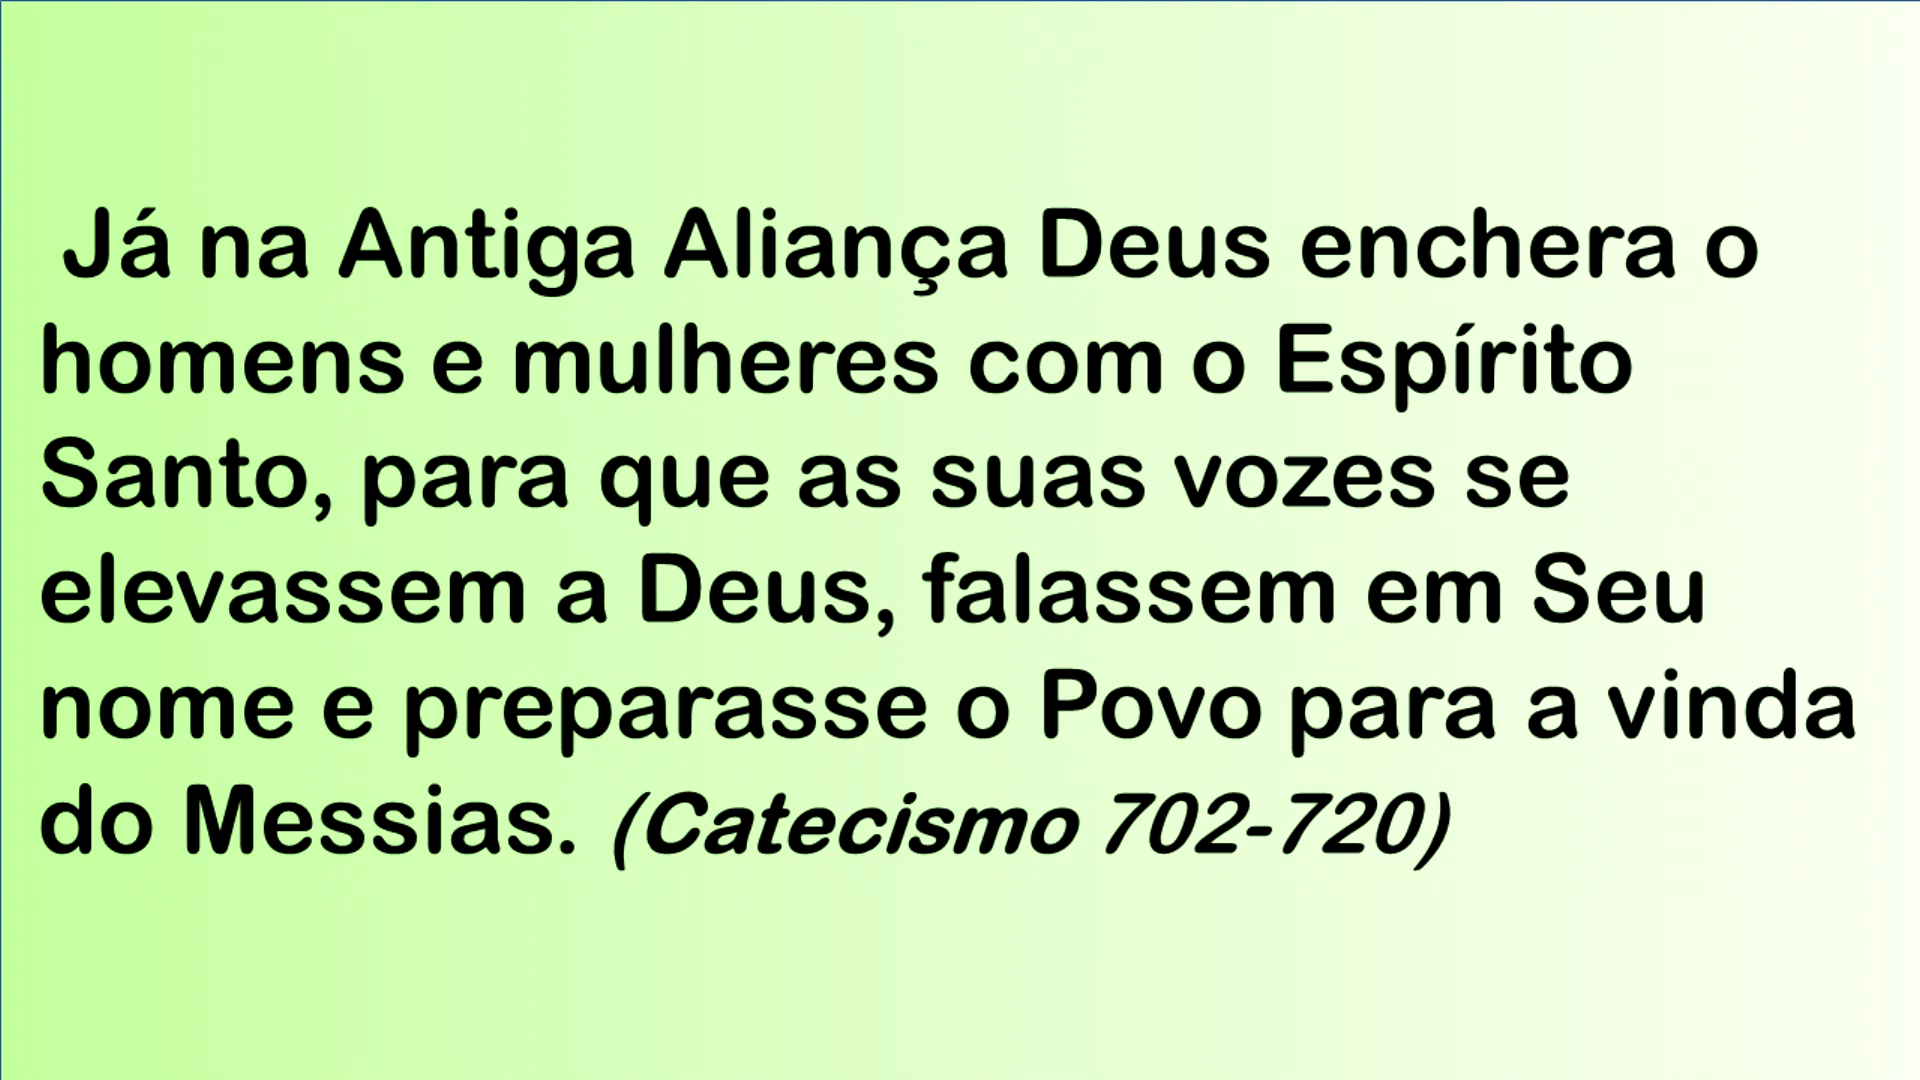 Já na Antiga Aliança Deus enchera o
homens e mulheres com o Espírito
Santo, para que as suas vozes se
elevassem a Deus, falassem em Seu
nome e preparasse o Povo para a vinda
do Messias. (Catecismo 702-720)